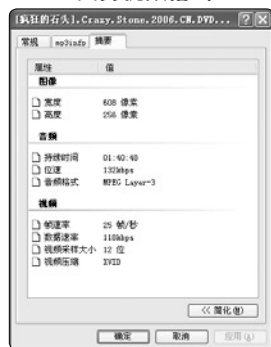 [疯狂的石头].Crazy.Stone.2006.CN.DVD...
常规 mp3info 摘要
属性 值
图像
宽度 608 像素
高度 256 像素
音频
持续时间 01:40:40
位速 132kbps
音频格式 MPEG Layer-3
视频
帧速率 25 帧/秒
数据速率 110kbps
视频采样大小 12 位
视频压缩 XVID
<< 简化(B)
确定 取消 应用(A)